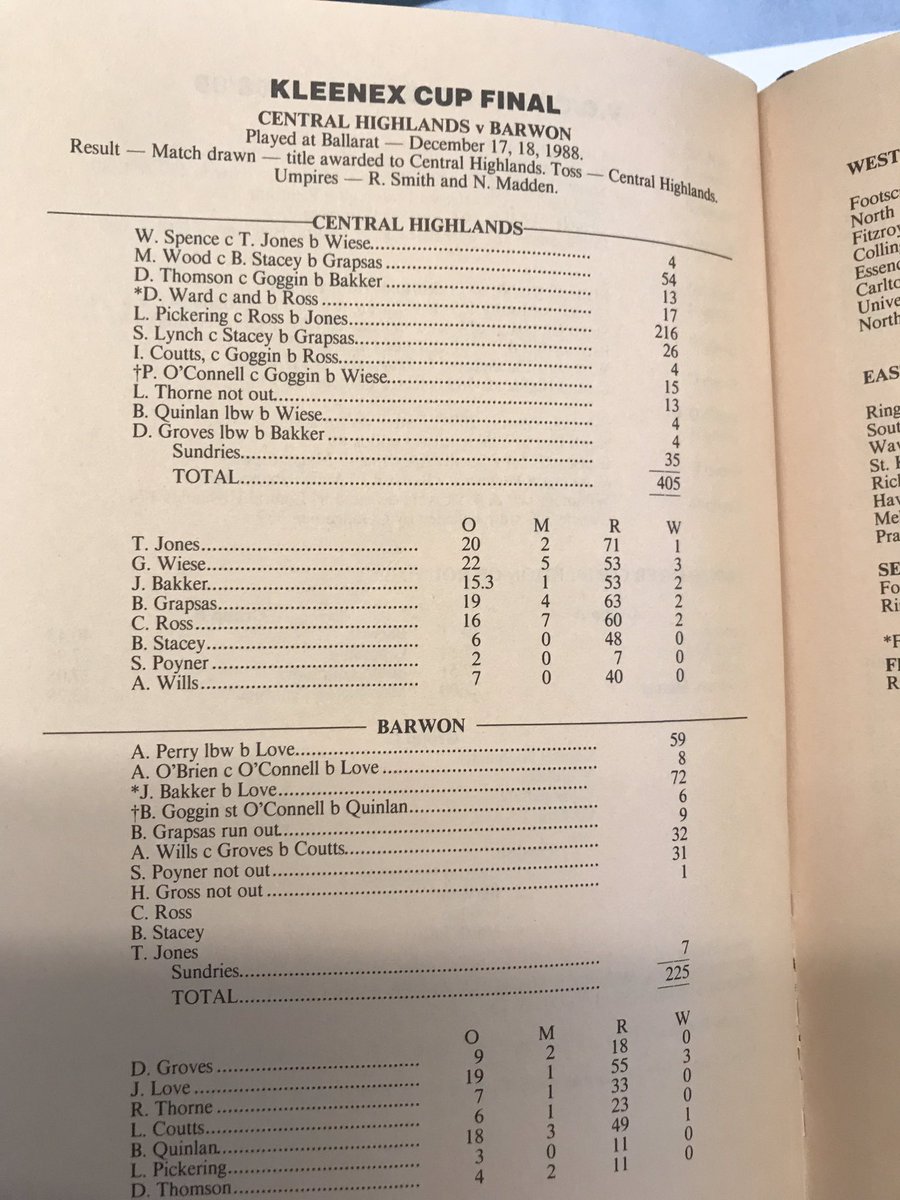 KLEENEX CUP FINAL
CENTRAL HIGHLANDS v BARWON
Played at Ballarat — December 17, 18, 1988.
Result — Match drawn — title awarded to Central Highlands. Toss — Central Highlands.
Umpires — R. Smith and N. Madden.
CENTRAL HIGHLANDS
W. Spence c T. Jones b Wiese 4
M. Wood c B. Stacey b Grapsas 54
D. Thomson c Goggin b Bakker 13
*D. Ward c and b Ross 17
L. Pickering c Ross b Jones 216
S. Lynch c Stacey b Grapsas 26
I. Coutts, c Goggin b Ross 4
†P. O'Connell c Goggin b Wiese 15
L. Thorne not out 13
B. Quinlan lbw b Wiese 4
D. Groves lbw b Bakker 4
Sundries 35
TOTAL 405
O M R W
T. Jones 20 2 71 1
G. Wiese 22 5 53 3
J. Bakker 15.3 1 53 2
B. Grapsas 19 4 63 2
C. Ross 16 7 60 2
B. Stacey 6 0 48 0
S. Poyner 2 0 7 0
A. Wills 7 0 40 0
BARWON
A. Perry lbw b Love 59
A. O'Brien c O'Connell b Love 8
*J. Bakker b Love 72
†B. Goggin st O'Connell b Quinlan 6
B. Grapsas run out 9
A. Wills c Groves b Coutts 32
S. Poyner not out 31
H. Gross not out 1
C. Ross
B. Stacey
T. Jones
Sundries 7
TOTAL 225
O M R W
D. Groves 9 2 18 0
J. Love 19 1 55 3
R. Thorne 7 1 33 0
L. Coutts 6 1 23 0
B. Quinlan 18 3 49 1
L. Pickering 3 0 11 0
D. Thomson 4 2 11 0
WEST
Footsc
North
Fitzroy
Collin
Essen
Carlto
Unive
North
EAS
Ring
Sou
Wav
St.
Ric
Hav
Me
Pra
SE
Fo
Ri
*F
R